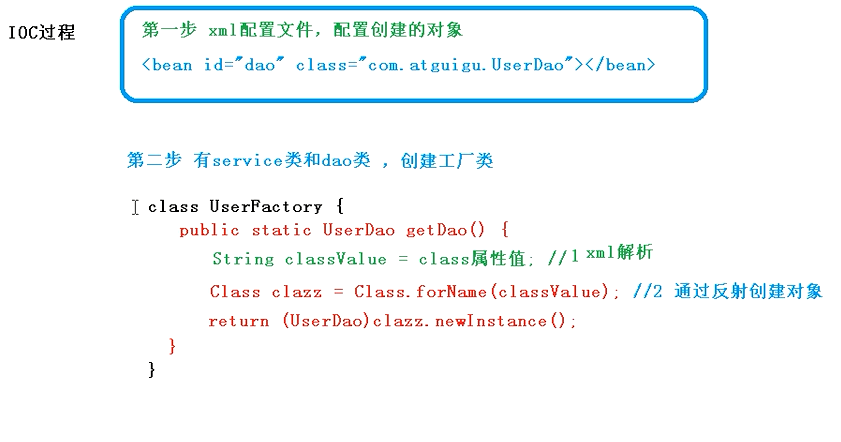 IOC过程
第一步 xml配置文件，配置创建的对象
<bean id="dao" class="com.atguigu.UserDao"></bean>
第二步 有service类和dao类 ，创建工厂类
class UserFactory {
public static UserDao getDao() {
String classValue = class属性值; //1 xml解析
Class clazz = Class.forName(classValue); //2 通过反射创建对象
return (UserDao)clazz.newInstance();
}
}